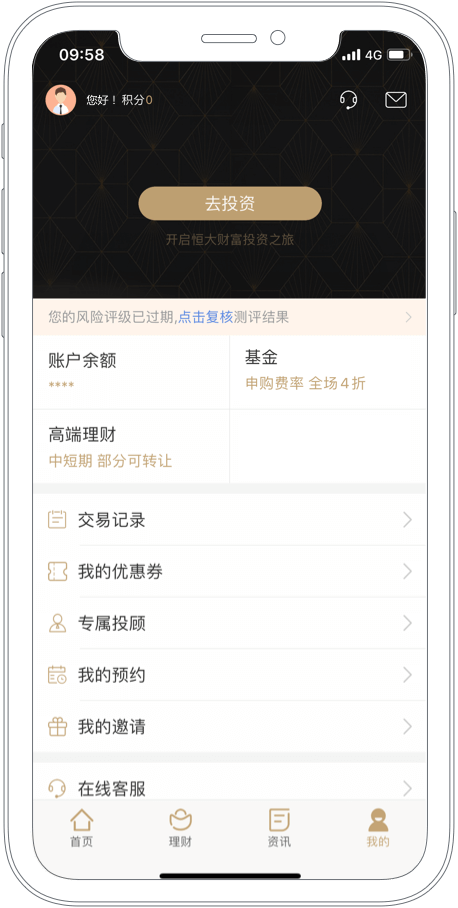 09:58
4G
您好！积分0
去投资
开启恒大财富投资之旅
您的风险评级已过期,点击复核测评结果
账户余额
****
基金
申购费率 全场4折
高端理财
中短期 部分可转让
交易记录
我的优惠券
专属投顾
我的预约
我的邀请
在线客服
首页
理财
资讯
我的